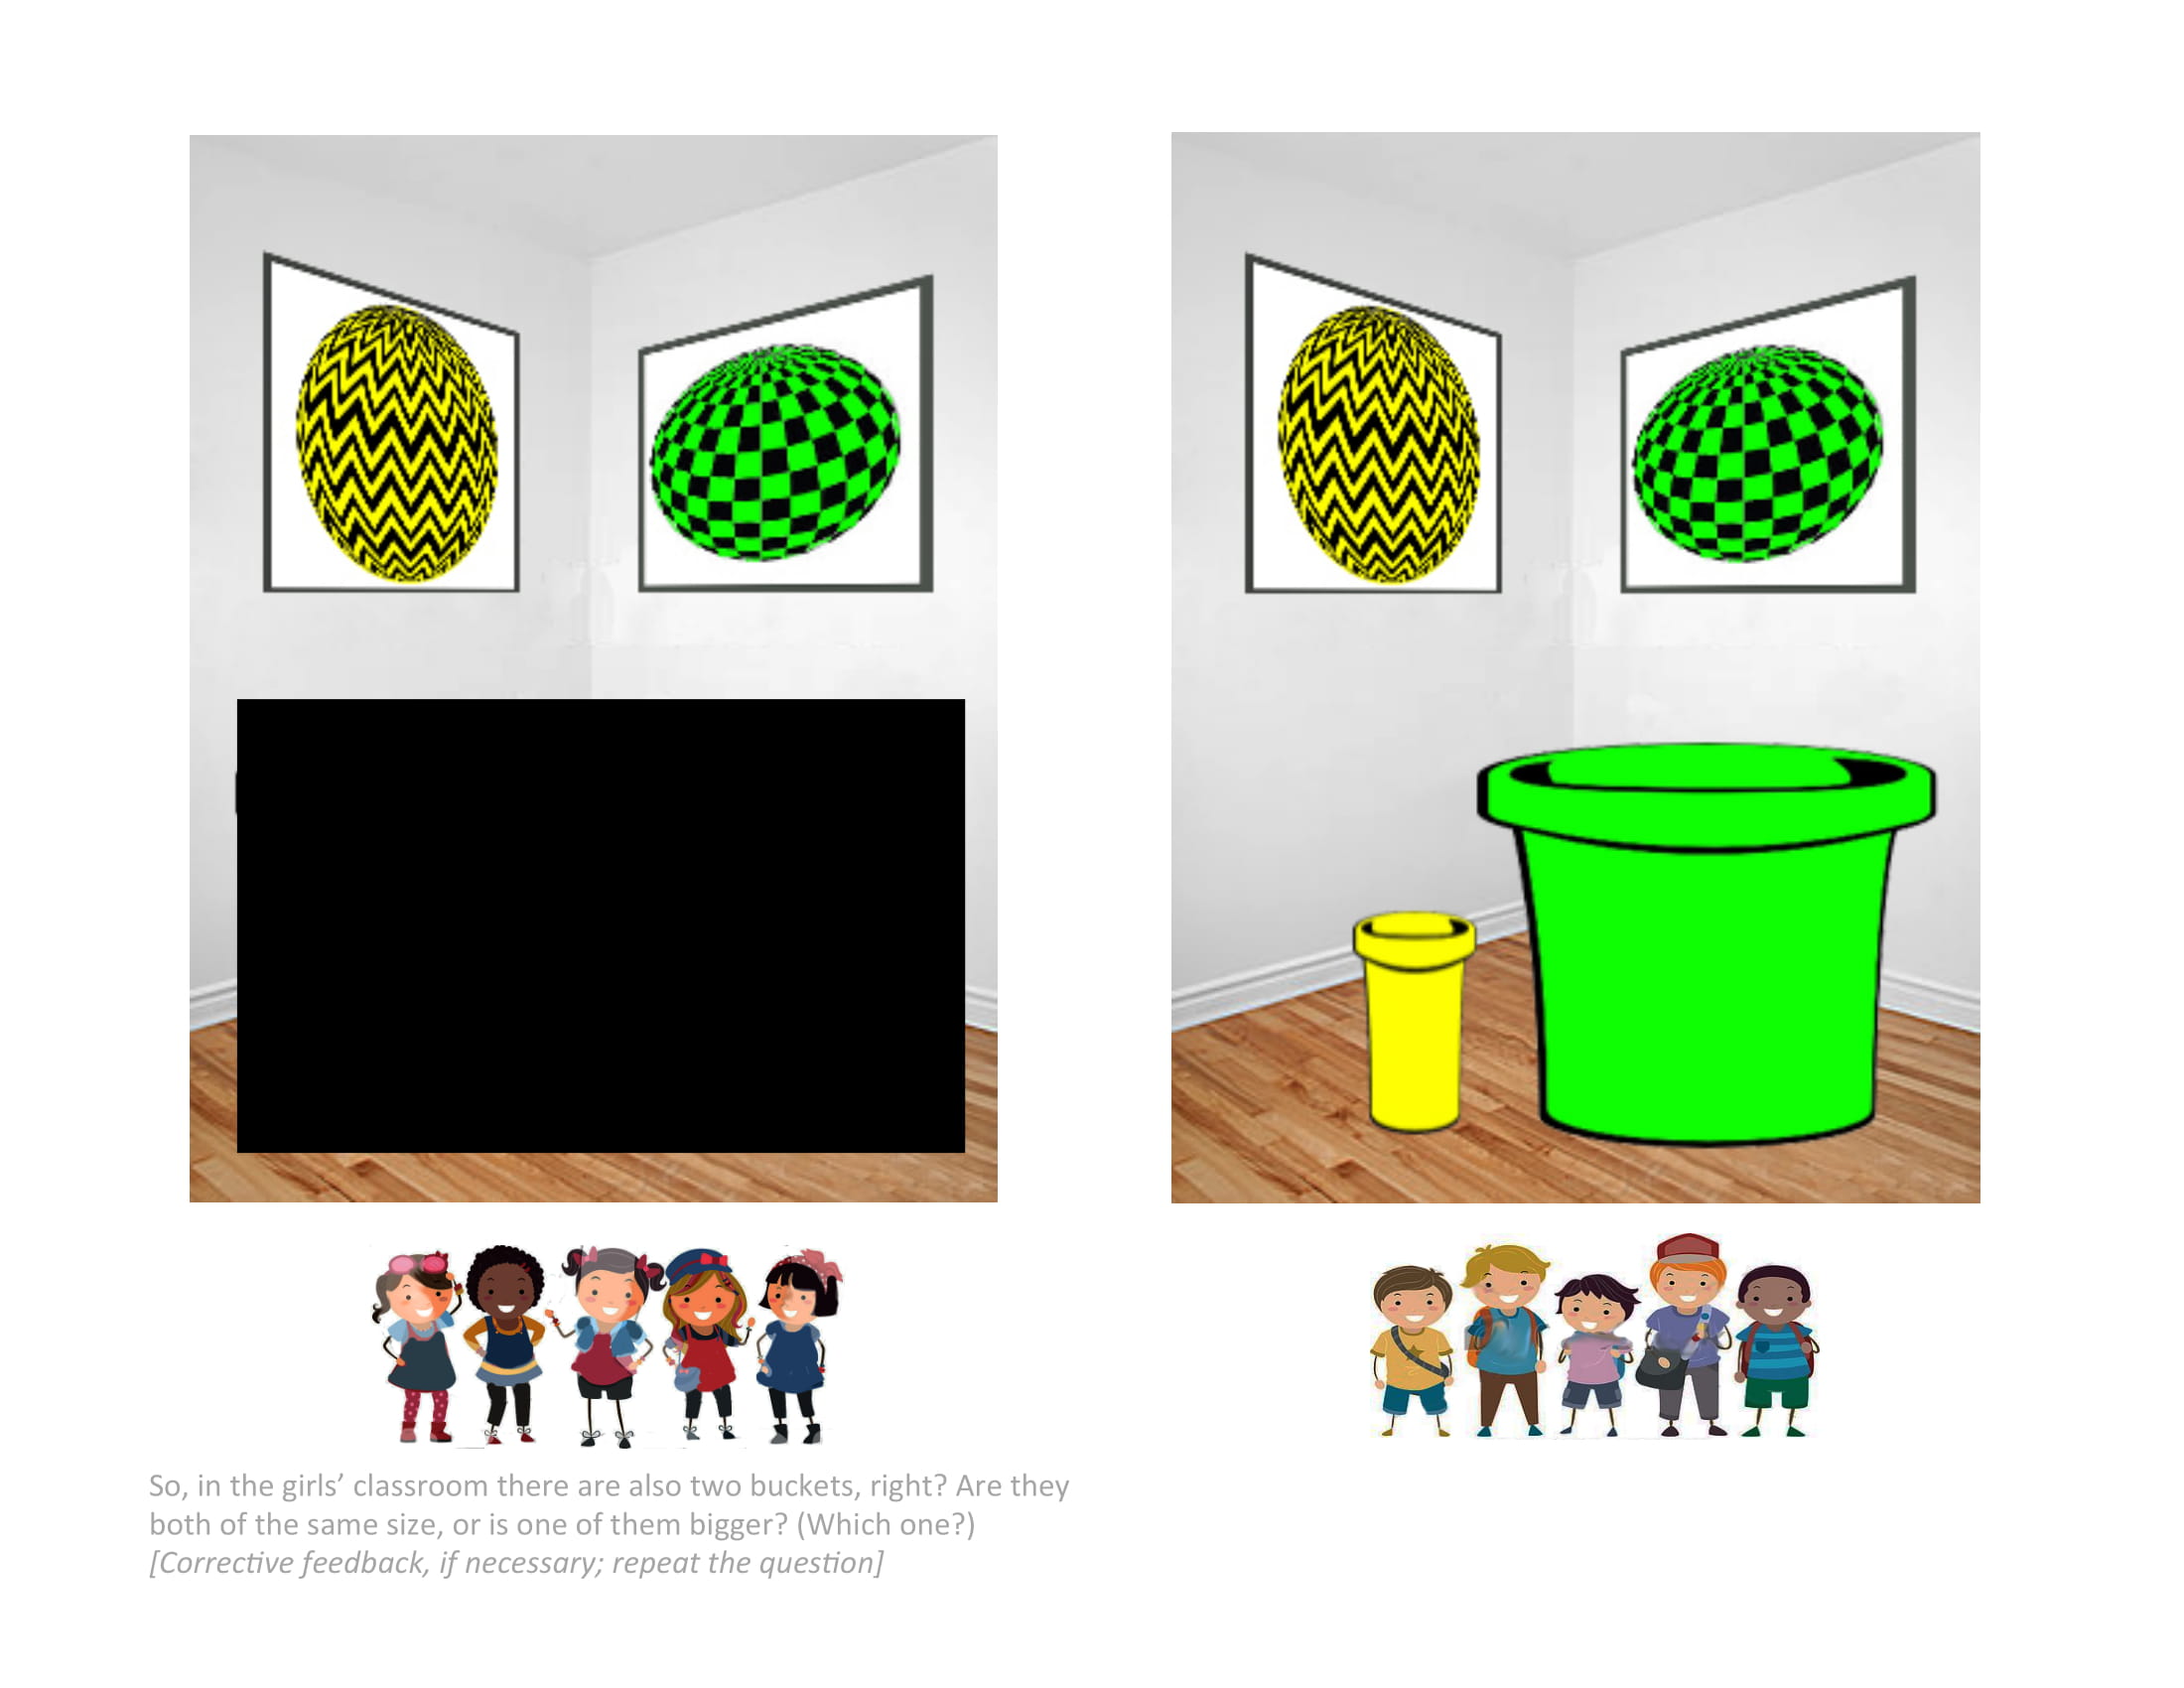 So, in the girls’ classroom there are also two buckets, right? Are they
both of the same size, or is one of them bigger? (Which one?)
[Corrective feedback, if necessary; repeat the question]